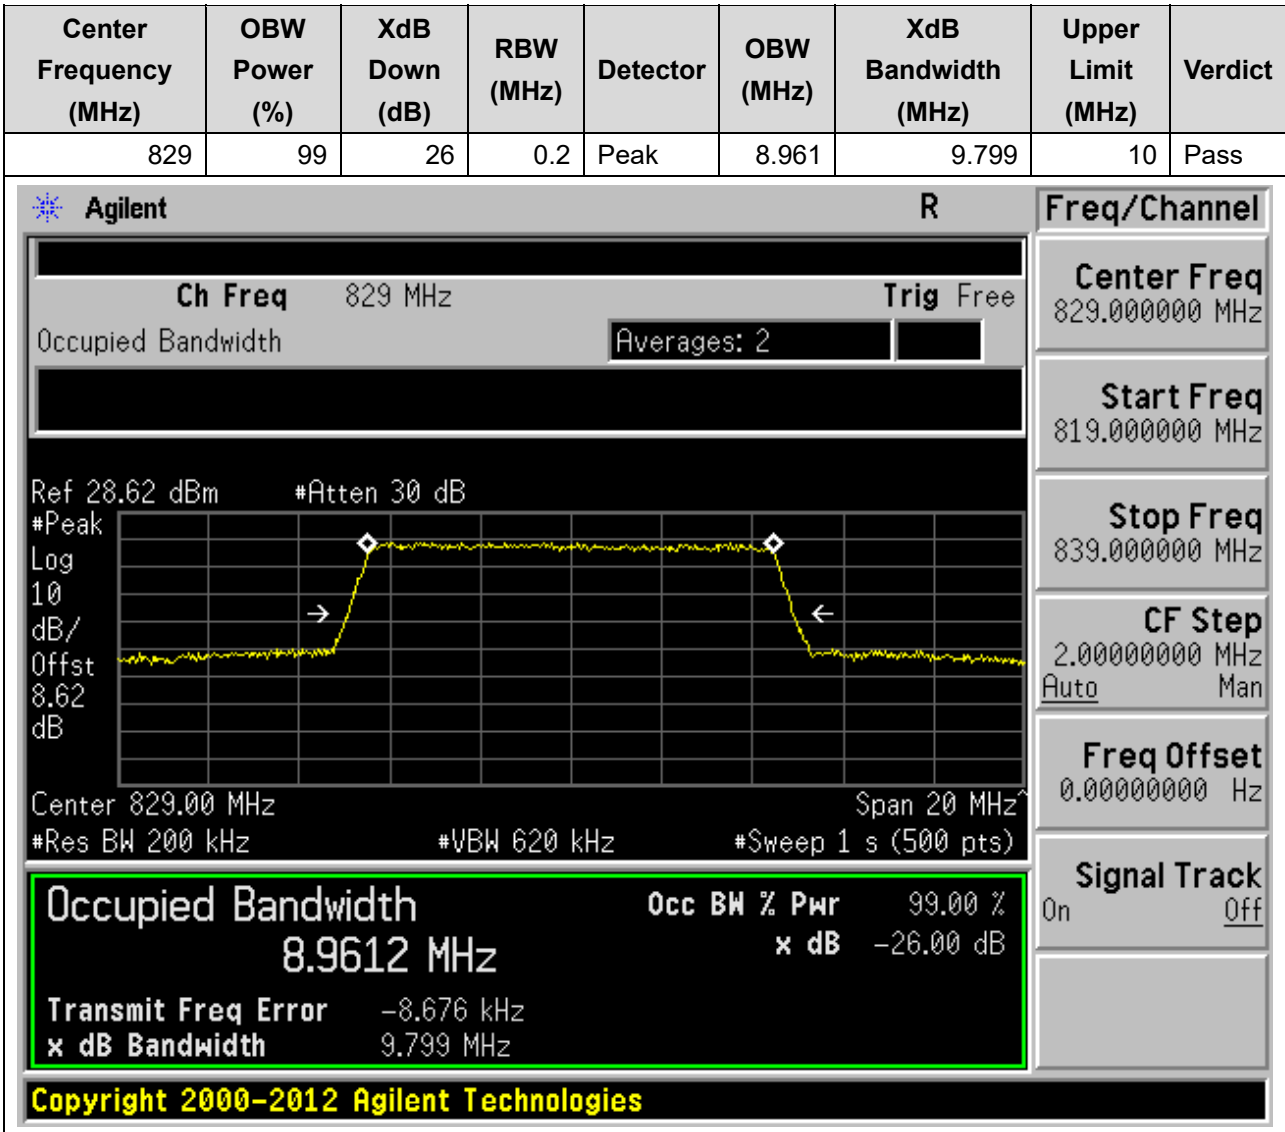 Center Frequency (MHz) OBW Power (%) XdB Down (dB) RBW (MHz) Detector OBW (MHz) XdB Bandwidth (MHz) Upper Limit (MHz) Verdict
829 99 26 0.2 Peak 8.961 9.799 10 Pass
Agilent R Freq/Channel
Ch Freq 829 MHz Trig Free
Occupied Bandwidth Averages: 2
Center Freq
829.000000 MHz
Start Freq
819.000000 MHz
Stop Freq
839.000000 MHz
CF Step
2.00000000 MHz
Auto Man
Freq Offset
0.00000000 Hz
Signal Track
On Off
Ref 28.62 dBm #Atten 30 dB
#Peak
Log
10
dB/
Offst
8.62
dB
Center 829.00 MHz Span 20 MHz^
#Res BW 200 kHz #VBW 620 kHz #Sweep 1 s (500 pts)
Occupied Bandwidth Occ BW % Pwr 99.00 %
8.9612 MHz x dB -26.00 dB
Transmit Freq Error -8.676 kHz
x dB Bandwidth 9.799 MHz
Copyright 2000-2012 Agilent Technologies